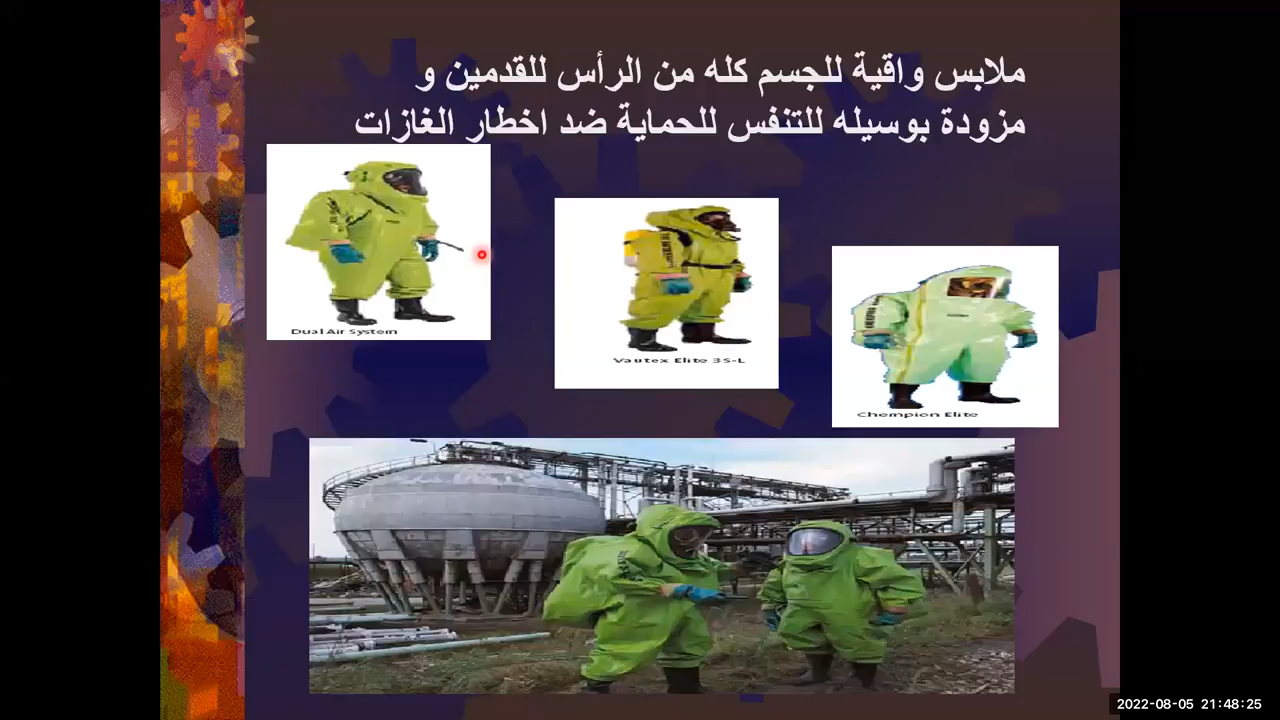 ملابس واقية للجسم كله من الرأس للقدمين و
مزودة بوسيله للتنفس للحماية ضد اخطار الغازات
Dual Air System
Vautex Elite 3S-L
Chempion Elite
2022-08-05 21:48:25